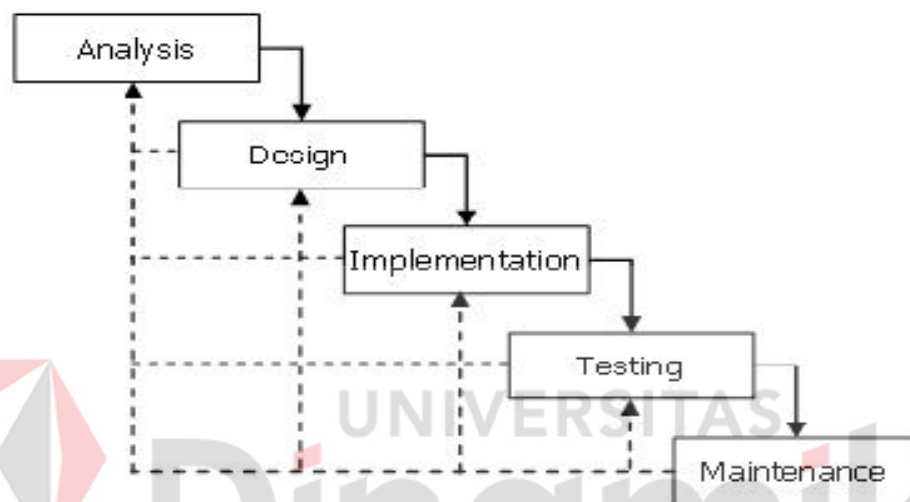 Analysis
Design
Implementation
Testing
UNIVERSITAS
Maintenance